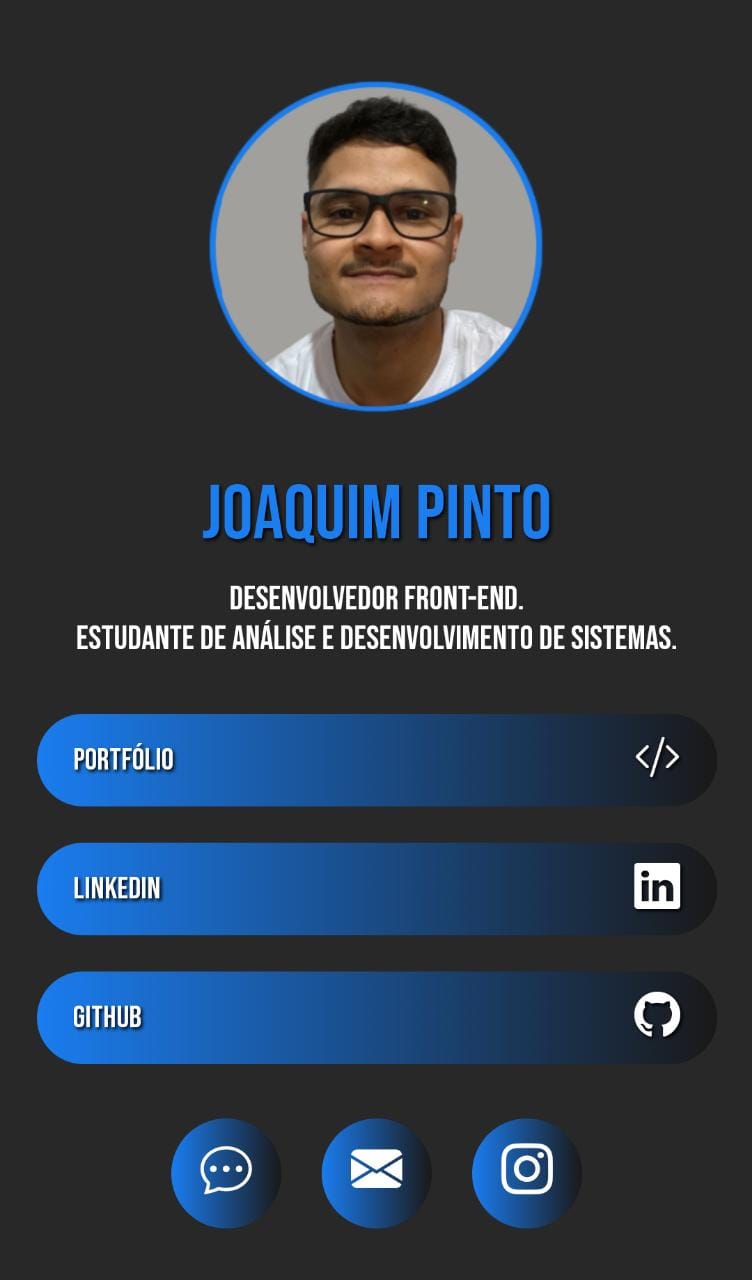 JOAQUIM PINTO
DESENVOLVEDOR FRONT-END.
ESTUDANTE DE ANÁLISE E DESENVOLVIMENTO DE SISTEMAS.
PORTFÓLIO
LINKEDIN
in
GITHUB